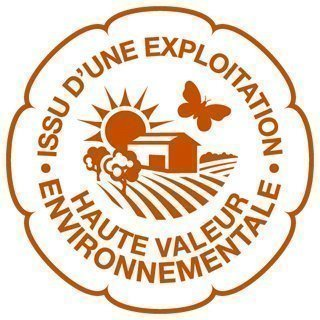 • ISSU D'UNE EXPLOITATION •
HAUTE VALEUR
ENVIRONNEMENTALE